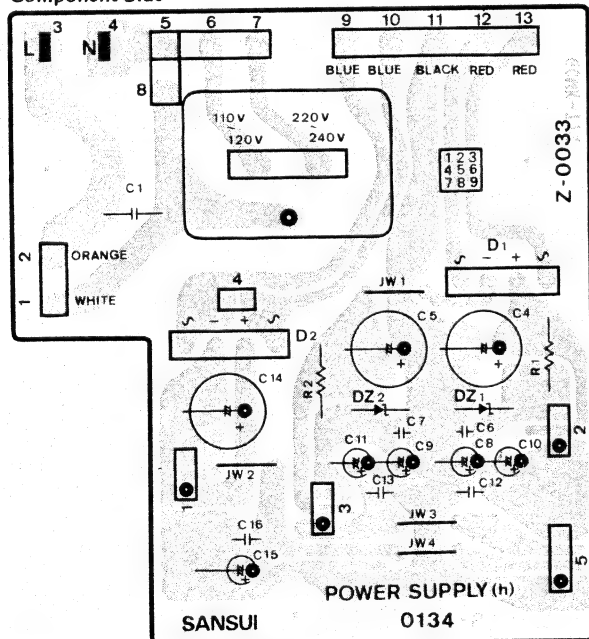 Component Side
L 3 N 4 5 6 7 9 10 11 12 13
BLUE BLUE BLACK RED RED
8
110V 220V
120V 240V
Z-0033
1 2 3
4 5 6
7 8 9
C1
2 ORANGE
1 WHITE
D1
∽ − + ∽
4
JW1
∽ − + ∽
D2
C5
C4
R2
R1
C14
DZ2
DZ1
C7
C6
2
C11
C9
C8
C10
JW2
C13
C12
1
3
JW3
C16
JW4
C15
5
POWER SUPPLY (h)
SANSUI
0134